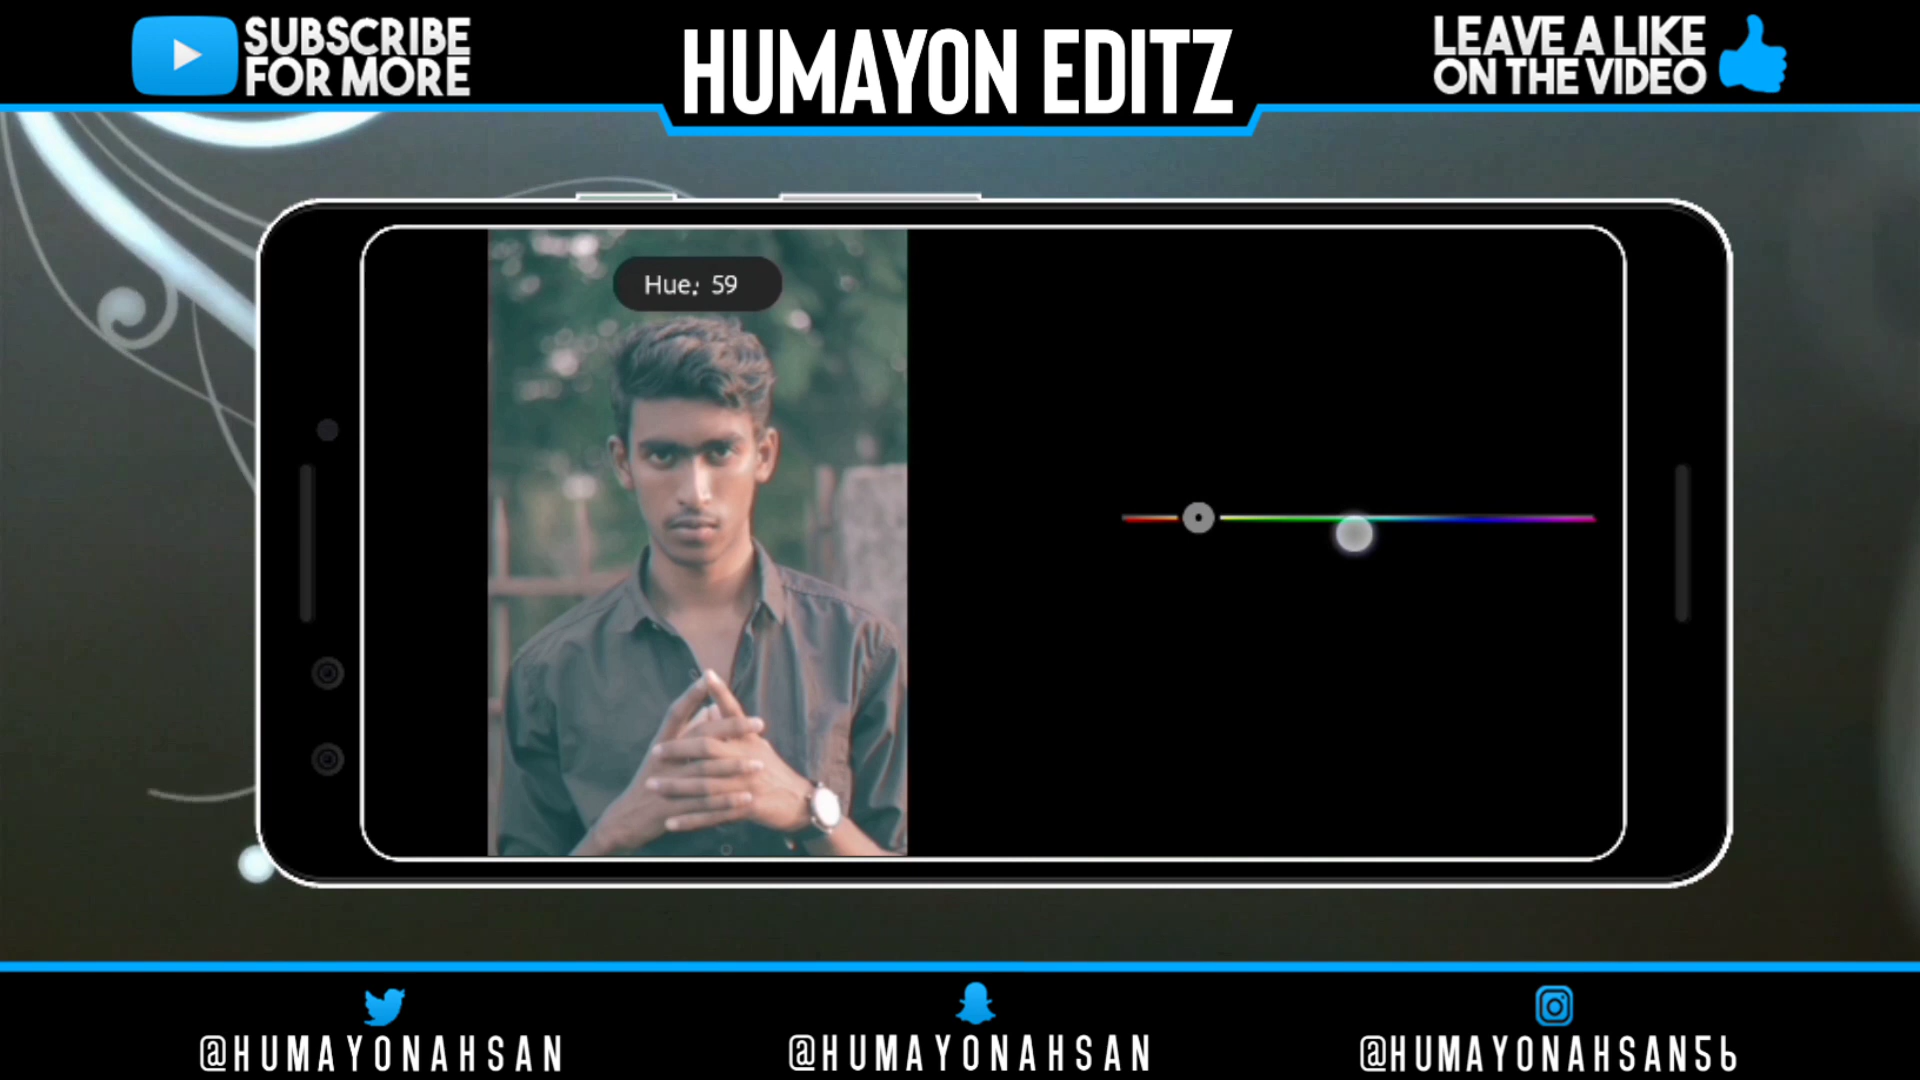 SUBSCRIBE
FOR MORE
HUMAYON EDITZ
LEAVE A LIKE
ON THE VIDEO
Hue: 59
@HUMAYONAHSAN
@HUMAYONAHSAN
@HUMAYONAHSAN56